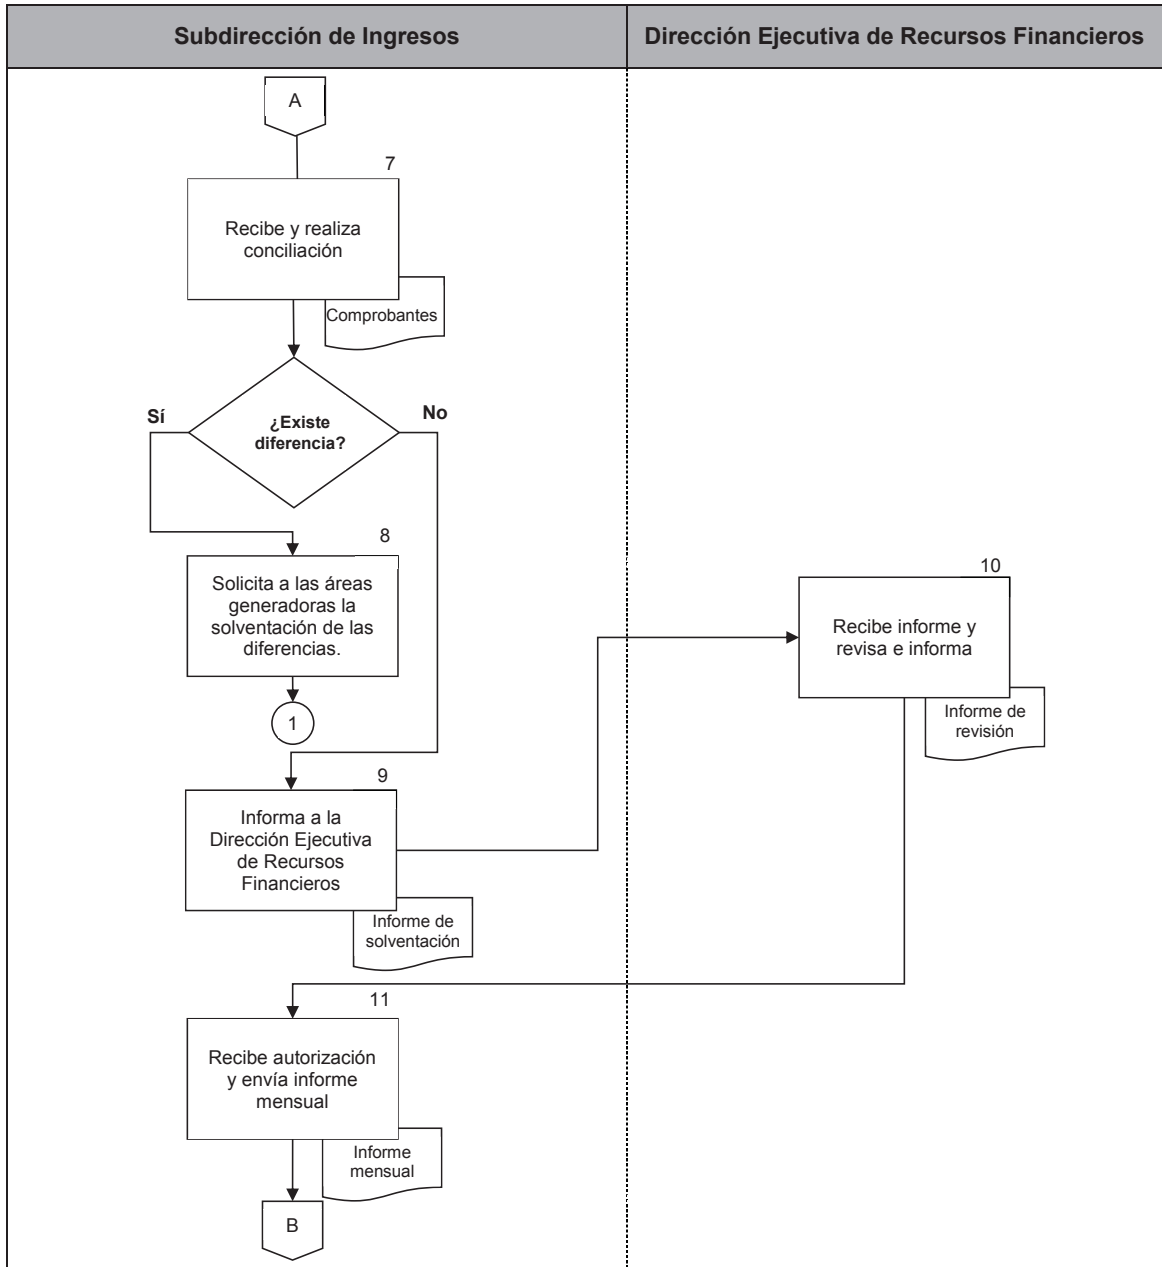 Subdirección de Ingresos
Dirección Ejecutiva de Recursos Financieros
A
7
Recibe y realiza
conciliación
Comprobantes
Sí
¿Existe
diferencia?
No
8
Solicita a las áreas
generadoras la
solventación de las
diferencias.
1
10
Recibe informe y
revisa e informa
Informe de
revisión
9
Informa a la
Dirección Ejecutiva
de Recursos
Financieros
Informe de
solventación
11
Recibe autorización
y envía informe
mensual
Informe
mensual
B